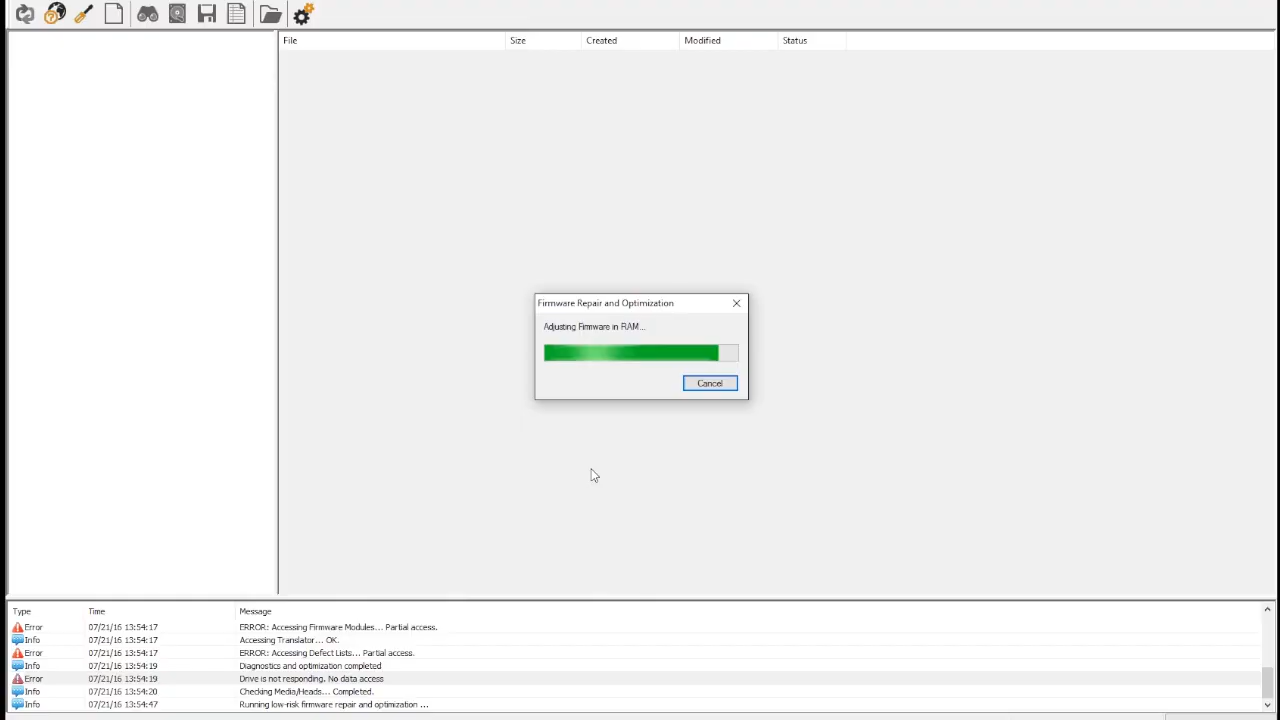 File Size Created Modified Status
Firmware Repair and Optimization
Adjusting Firmware in RAM...
Cancel
Type Time Message
Error 07/21/16 13:54:17 ERROR: Accessing Firmware Modules... Partial access.
Info 07/21/16 13:54:17 Accessing Translator... OK.
Error 07/21/16 13:54:17 ERROR: Accessing Defect Lists... Partial access.
Info 07/21/16 13:54:19 Diagnostics and optimization completed
Error 07/21/16 13:54:19 Drive is not responding. No data access
Info 07/21/16 13:54:20 Checking Media/Heads... Completed.
Info 07/21/16 13:54:47 Running low-risk firmware repair and optimization ...